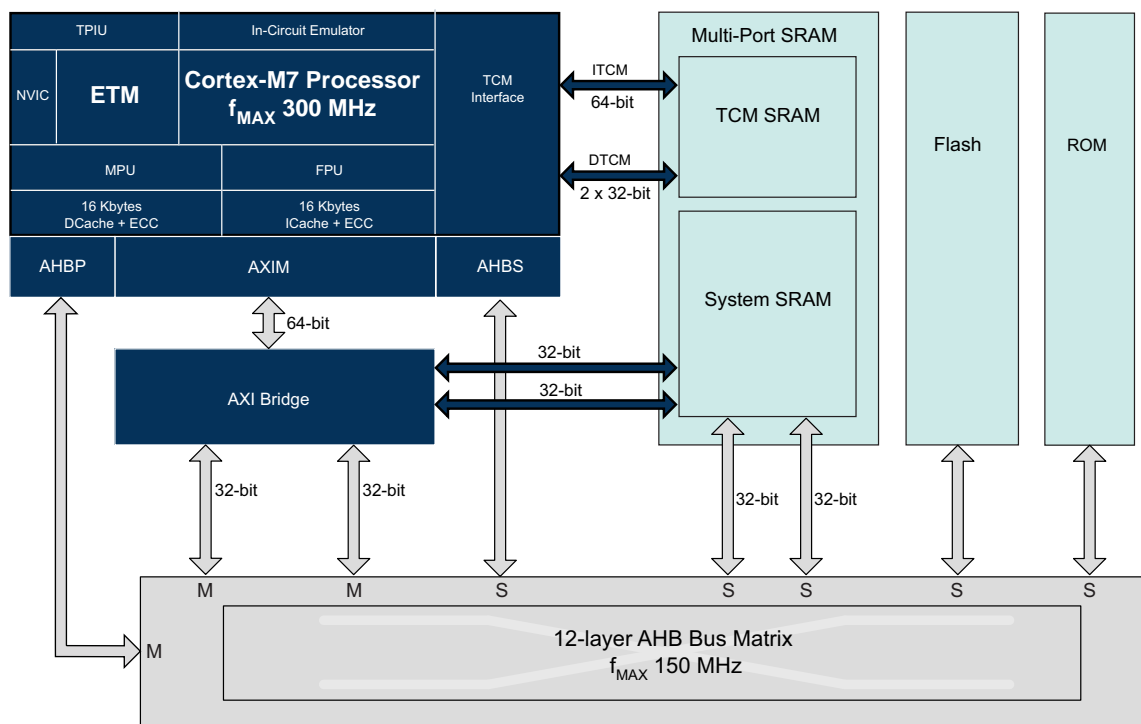 TPIU
In-Circuit Emulator
NVIC
ETM
Cortex-M7 Processor
fMAX 300 MHz
TCM
Interface
MPU
FPU
16 Kbytes
DCache + ECC
16 Kbytes
ICache + ECC
AHBP
AXIM
AHBS
ITCM
64-bit
DTCM
2 x 32-bit
Multi-Port SRAM
TCM SRAM
System SRAM
Flash
ROM
64-bit
AXI Bridge
32-bit
32-bit
32-bit
32-bit
32-bit
32-bit
M
M
S
S
S
S
S
M
12-layer AHB Bus Matrix
fMAX 150 MHz